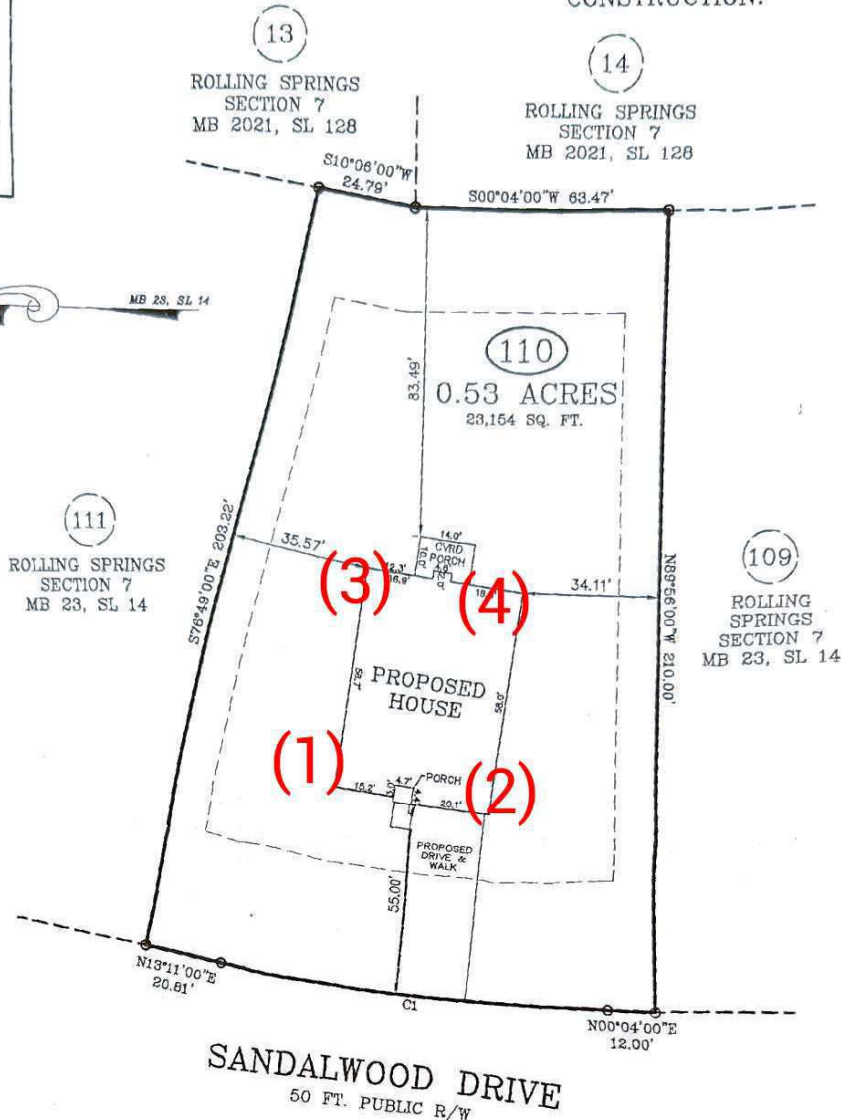 CONSTRUCTION.
13
ROLLING SPRINGS
SECTION 7
MB 2021, SL 128
14
ROLLING SPRINGS
SECTION 7
MB 2021, SL 128
S10°06'00"W
24.79'
S00°04'00"W 63.47'
MB 23, SL 14
110
0.53 ACRES
23,154 SQ. FT.
83.49'
111
ROLLING SPRINGS
SECTION 7
MB 23, SL 14
S76°49'00"E 203.22'
35.57'
14.0'
CVRD
PORCH
10.0'
16.9'
(3)
(4)
34.11'
N89°56'00"W 210.00'
109
ROLLING
SPRINGS
SECTION 7
MB 23, SL 14
PROPOSED
HOUSE
58.0'
(1)
(2)
4.7'
PORCH
20.1'
PROPOSED
DRIVE &
WALK
55.00'
N13°11'00"E
20.81'
C1
N00°04'00"E
12.00'
SANDALWOOD DRIVE
50 FT. PUBLIC R/W